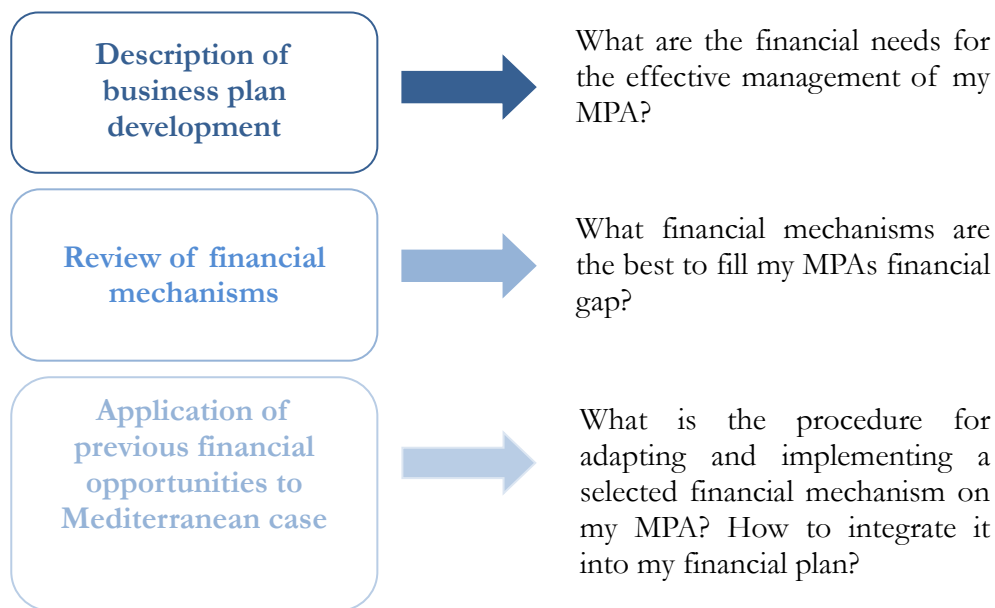 Description of
business plan
development
What are the financial needs for
the effective management of my
MPA?
Review of financial
mechanisms
What financial mechanisms are
the best to fill my MPAs financial
gap?
Application of
previous financial
opportunities to
Mediterranean case
What is the procedure for
adapting and implementing a
selected financial mechanism on
my MPA? How to integrate it
into my financial plan?